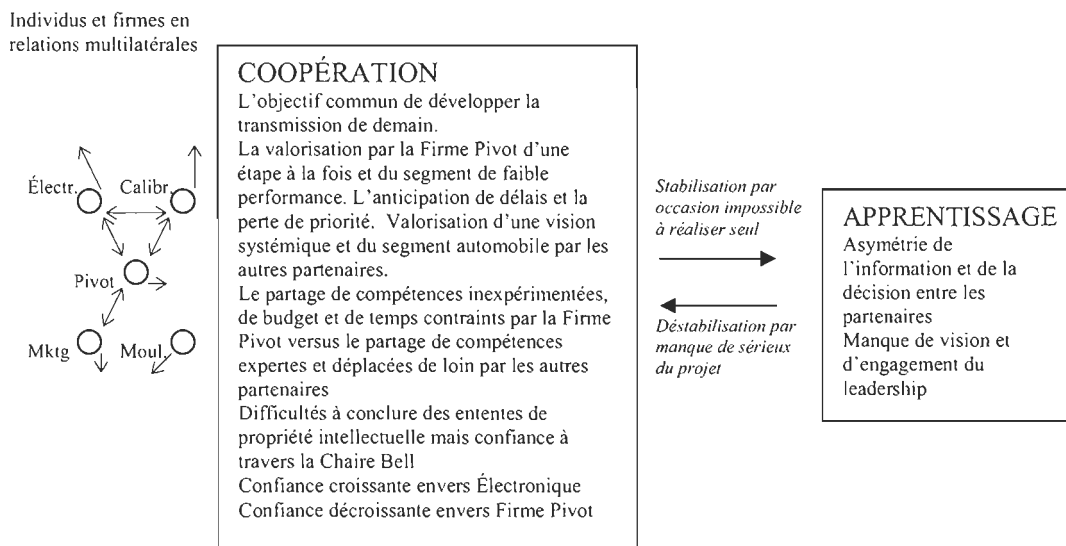 Individus et firmes en
relations multilatérales
Électr.
Calibr.
Pivot
Mktg
Moul.
COOPÉRATION
L'objectif commun de développer la
transmission de demain.
La valorisation par la Firme Pivot d'une
étape à la fois et du segment de faible
performance. L'anticipation de délais et la
perte de priorité. Valorisation d'une vision
systémique et du segment automobile par les
autres partenaires.
Le partage de compétences inexpérimentées,
de budget et de temps contraints par la Firme
Pivot versus le partage de compétences
expertes et déplacées de loin par les autres
partenaires
Difficultés à conclure des ententes de
propriété intellectuelle mais confiance à
travers la Chaire Bell
Confiance croissante envers Électronique
Confiance décroissante envers Firme Pivot
Stabilisation par
occasion impossible
à réaliser seul
Déstabilisation par
manque de sérieux
du projet
APPRENTISSAGE
Asymétrie de
l'information et de la
décision entre les
partenaires
Manque de vision et
d'engagement du
leadership